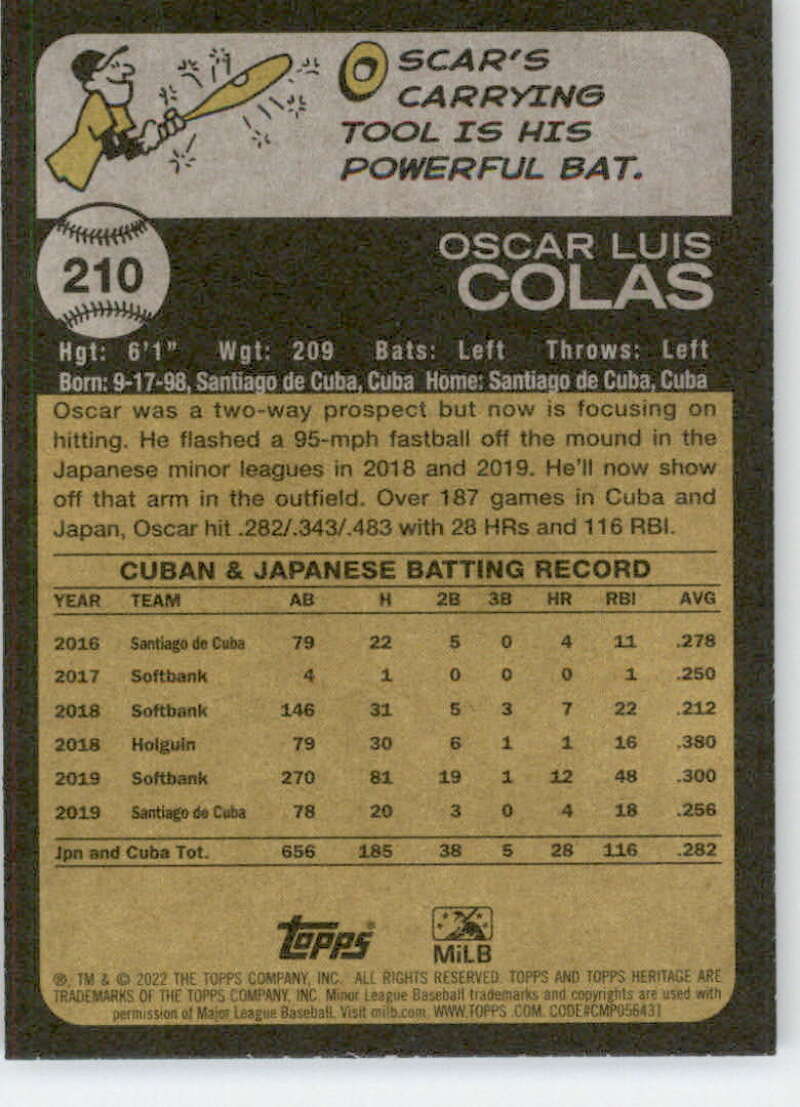 OSCAR'S
CARRYING
TOOL IS HIS
POWERFUL BAT.
210
OSCAR LUIS
COLAS
Hgt: 6'1" Wgt: 209 Bats: Left Throws: Left
Born: 9-17-98, Santiago de Cuba, Cuba Home: Santiago de Cuba, Cuba
Oscar was a two-way prospect but now is focusing on
hitting. He flashed a 95-mph fastball off the mound in the
Japanese minor leagues in 2018 and 2019. He'll now show
off that arm in the outfield. Over 187 games in Cuba and
Japan, Oscar hit .282/.343/.483 with 28 HRs and 116 RBI.
CUBAN & JAPANESE BATTING RECORD
YEAR TEAM AB H 2B 3B HR RBI AVG
2016 Santiago de Cuba 79 22 5 0 4 11 .278
2017 Softbank 4 1 0 0 0 1 .250
2018 Softbank 146 31 5 3 7 22 .212
2018 Holguin 79 30 6 1 1 16 .380
2019 Softbank 270 81 19 1 12 48 .300
2019 Santiago de Cuba 78 20 3 0 4 18 .256
Jpn and Cuba Tot. 656 185 38 5 28 116 .282
topps
MiLB
®, TM & © 2022 THE TOPPS COMPANY, INC. ALL RIGHTS RESERVED. TOPPS AND TOPPS HERITAGE ARE
TRADEMARKS OF THE TOPPS COMPANY, INC. Minor League Baseball trademarks and copyrights are used with
permission of Major League Baseball. Visit milb.com. WWW.TOPPS.COM. CODE#CMP056431